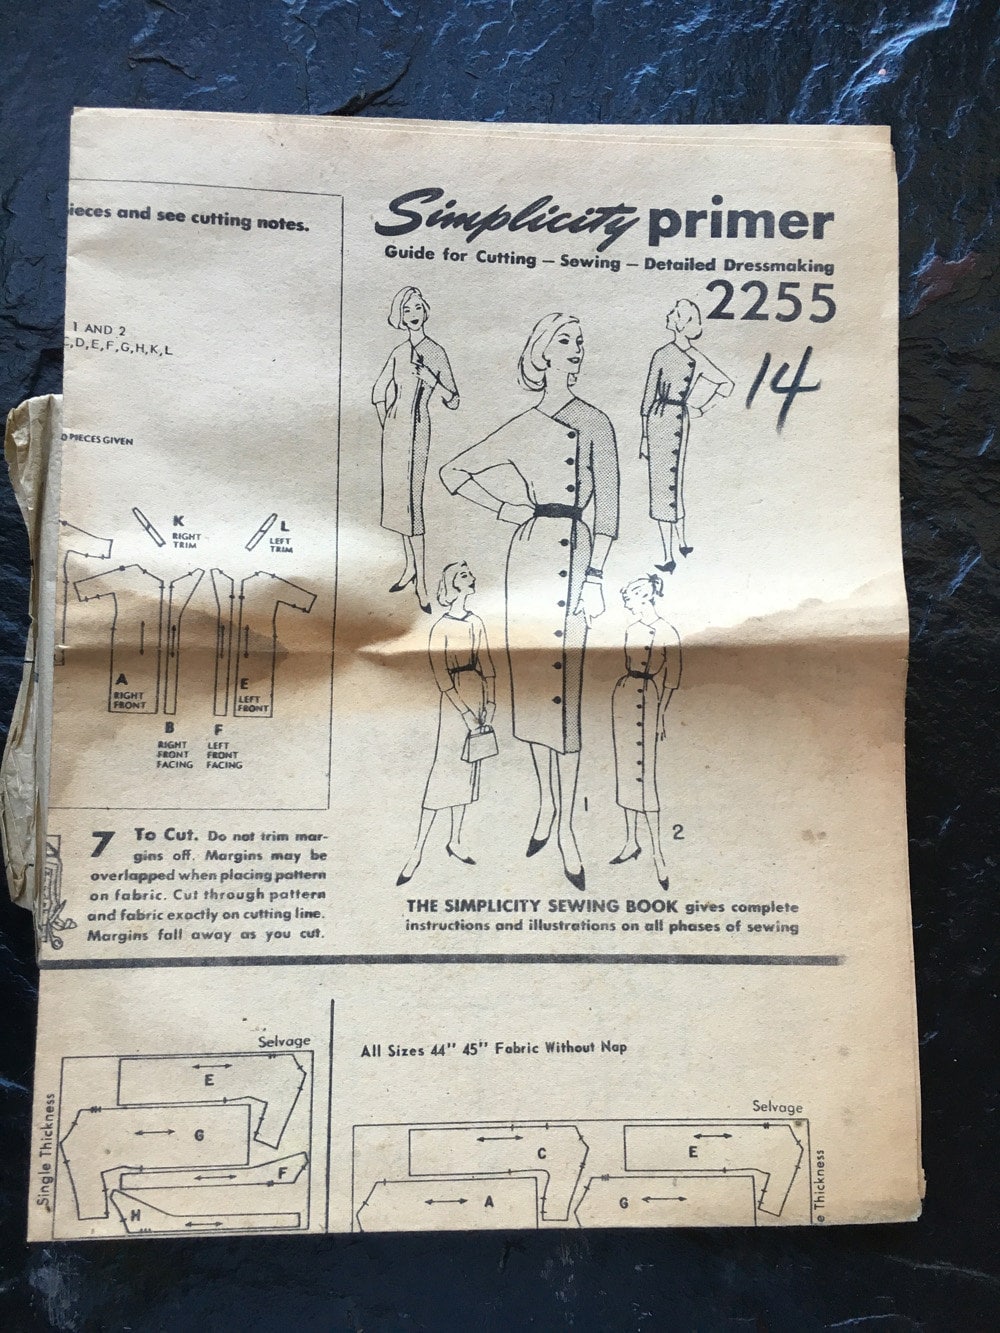 ieces and see cutting notes.
1 AND 2
C,D,E,F,G,H,K,L
PIECES GIVEN
K
RIGHT
TRIM
L
LEFT
TRIM
A
RIGHT
FRONT
E
LEFT
FRONT
B
RIGHT
FRONT
FACING
F
LEFT
FRONT
FACING
7 To Cut. Do not trim mar-
gins off. Margins may be
overlapped when placing pattern
on fabric. Cut through pattern
and fabric exactly on cutting line.
Margins fall away as you cut.
Simplicity primer
Guide for Cutting — Sewing — Detailed Dressmaking
2255
14
1
2
THE SIMPLICITY SEWING BOOK gives complete
instructions and illustrations on all phases of sewing
Selvage
Single Thickness
E
G
F
H
All Sizes 44" 45" Fabric Without Nap
Selvage
e Thickness
C
E
A
G